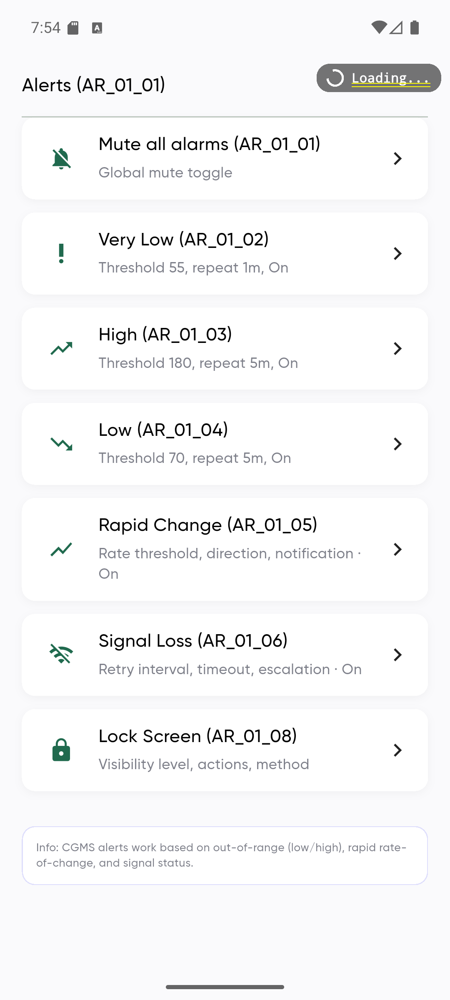 7:54
Alerts (AR_01_01)
Loading...
Mute all alarms (AR_01_01)
Global mute toggle
Very Low (AR_01_02)
Threshold 55, repeat 1m, On
High (AR_01_03)
Threshold 180, repeat 5m, On
Low (AR_01_04)
Threshold 70, repeat 5m, On
Rapid Change (AR_01_05)
Rate threshold, direction, notification ·
On
Signal Loss (AR_01_06)
Retry interval, timeout, escalation · On
Lock Screen (AR_01_08)
Visibility level, actions, method
Info: CGMS alerts work based on out-of-range (low/high), rapid rate-
of-change, and signal status.